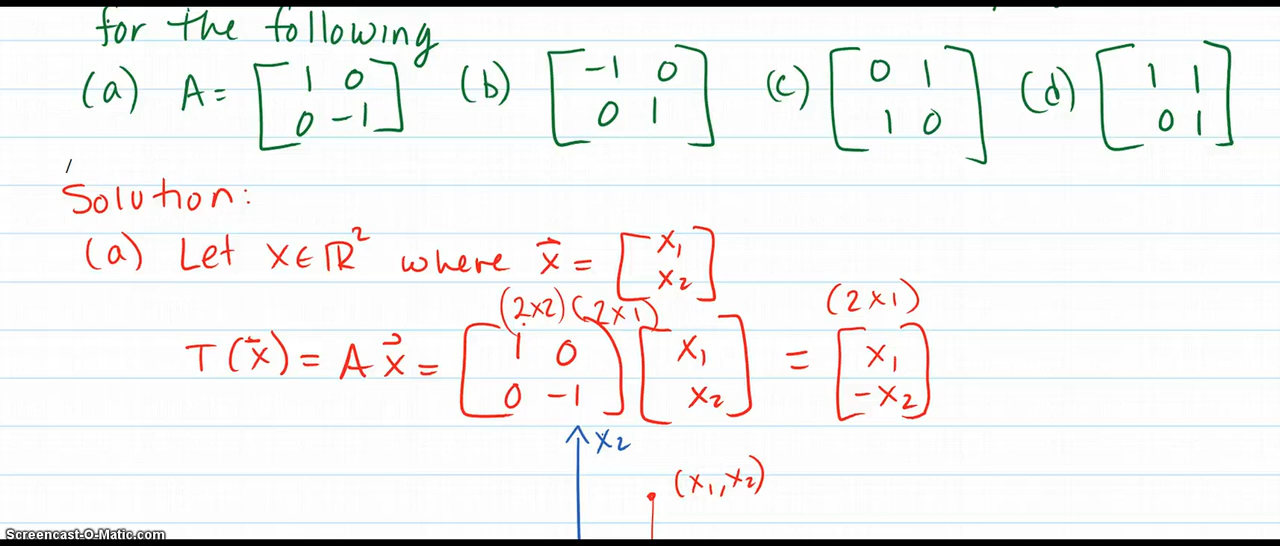 for the following
(a) A = [1 0; 0 -1] (b) [-1 0; 0 1] (c) [0 1; 1 0] (d) [1 1; 0 1]
Solution:
(a) Let x ∈ ℝ² where x⃗ = [x₁; x₂]
(2×2)(2×1) (2×1)
T(x⃗) = A x⃗ = [1 0; 0 -1] [x₁; x₂] = [x₁; -x₂]
x₂
(x₁, x₂)
Screencast-O-Matic.com